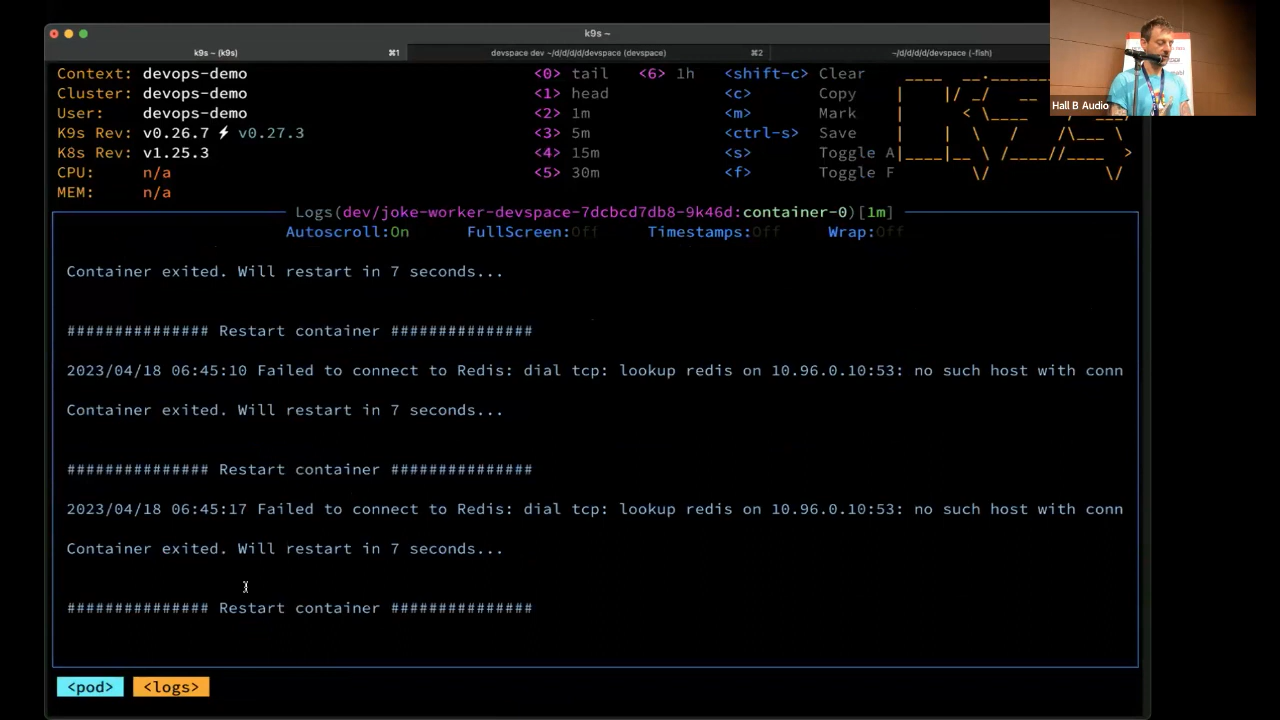 k9s ~
k9s ~ (k9s) ⌘1 devspace dev ~/d/d/d/d/devspace (devspace) ⌘2 ~/d/d/d/d/devspace (-fish)
Context: devops-demo <0> tail <6> 1h <shift-c> Clear
Cluster: devops-demo <1> head <c> Copy
User: devops-demo <2> 1m <m> Mark
K9s Rev: v0.26.7 ⚡ v0.27.3 <3> 5m <ctrl-s> Save
K8s Rev: v1.25.3 <4> 15m <s> Toggle A
CPU: n/a <5> 30m <f> Toggle F
MEM: n/a
Hall B Audio
Logs(dev/joke-worker-devspace-7dcbcd7db8-9k46d:container-0)[1m]
Autoscroll:On FullScreen:Off Timestamps:Off Wrap:Off
Container exited. Will restart in 7 seconds...
############### Restart container ###############
2023/04/18 06:45:10 Failed to connect to Redis: dial tcp: lookup redis on 10.96.0.10:53: no such host with conn
Container exited. Will restart in 7 seconds...
############### Restart container ###############
2023/04/18 06:45:17 Failed to connect to Redis: dial tcp: lookup redis on 10.96.0.10:53: no such host with conn
Container exited. Will restart in 7 seconds...
############### Restart container ###############
<pod> <logs>